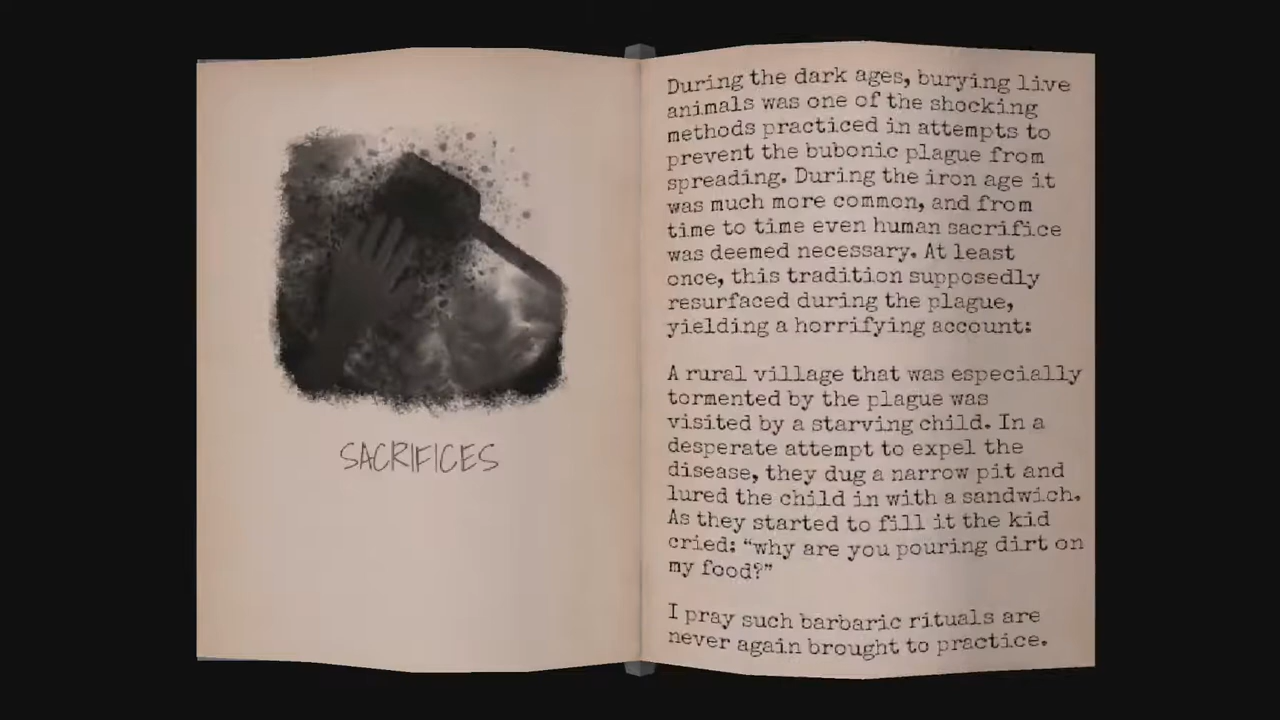 SACRIFICES
During the dark ages, burying live
animals was one of the shocking
methods practiced in attempts to
prevent the bubonic plague from
spreading. During the iron age it
was much more common, and from
time to time even human sacrifice
was deemed necessary. At least
once, this tradition supposedly
resurfaced during the plague,
yielding a horrifying account:
A rural village that was especially
tormented by the plague was
visited by a starving child. In a
desperate attempt to expel the
disease, they dug a narrow pit and
lured the child in with a sandwich.
As they started to fill it the kid
cried: “why are you pouring dirt on
my food?”
I pray such barbaric rituals are
never again brought to practice.